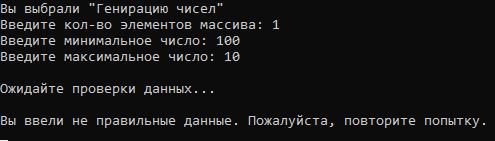 Вы выбрали "Генирацию чисел"
Введите кол-во элементов массива: 1
Введите минимальное число: 100
Введите максимальное число: 10
Ожидайте проверки данных...
Вы ввели не правильные данные. Пожалуйста, повторите попытку.